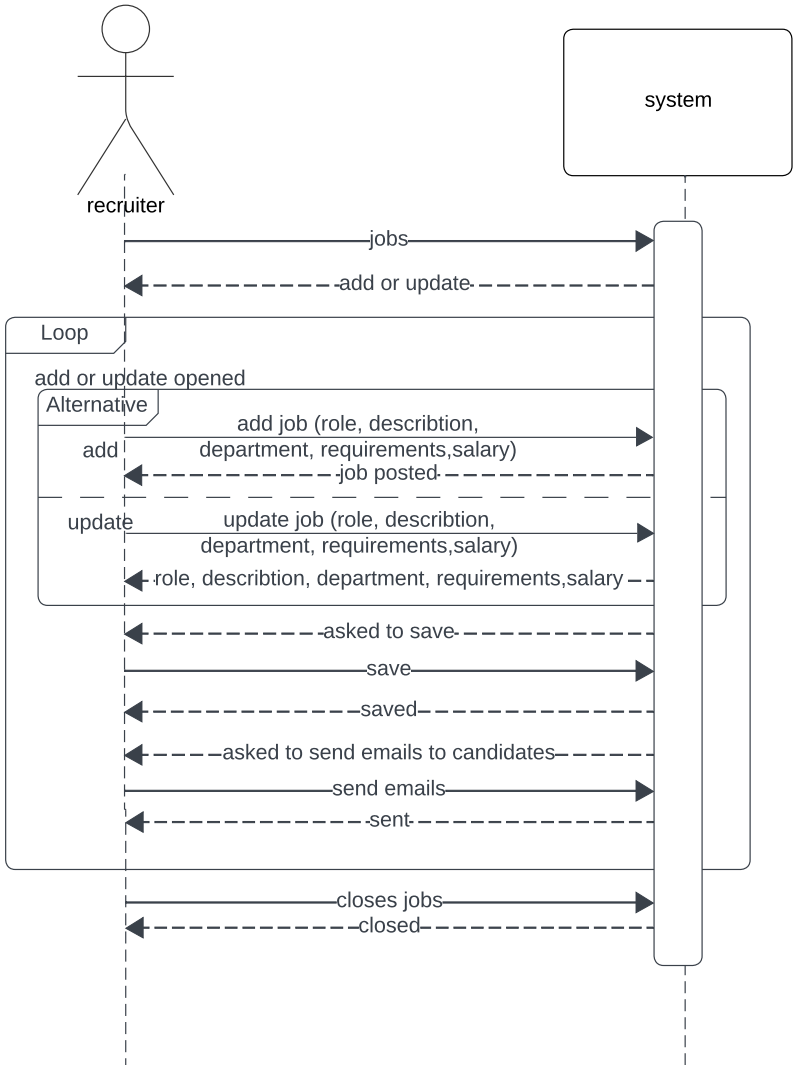 system
recruiter
jobs
add or update
Loop
add or update opened
Alternative
add
add job (role, describtion,
department, requirements,salary)
job posted
update
update job (role, describtion,
department, requirements,salary)
role, describtion, department, requirements,salary
asked to save
save
saved
asked to send emails to candidates
send emails
sent
closes jobs
closed